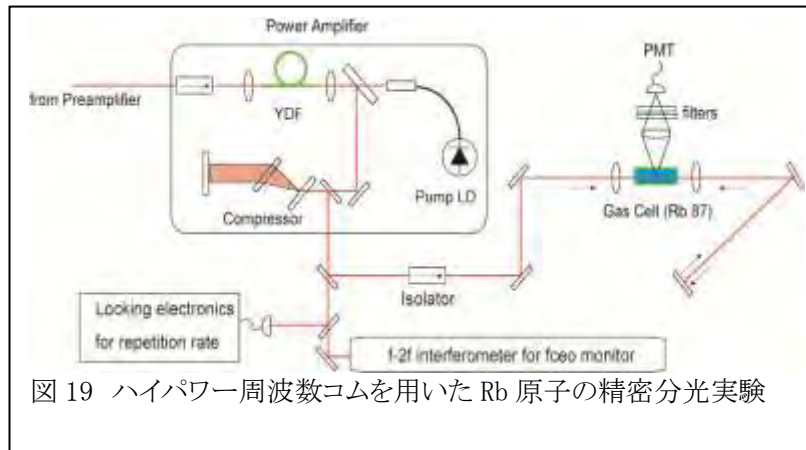 Power Amplifier
PMT
from Preamplifier
YDF
filters
Pump LD
Compressor
Gas Cell (Rb 87)
Isolator
Locking electronics
for repetition rate
f-2f interferometer for fceo monitor
図 19 ハイパワー周波数コムを用いた Rb 原子の精密分光実験